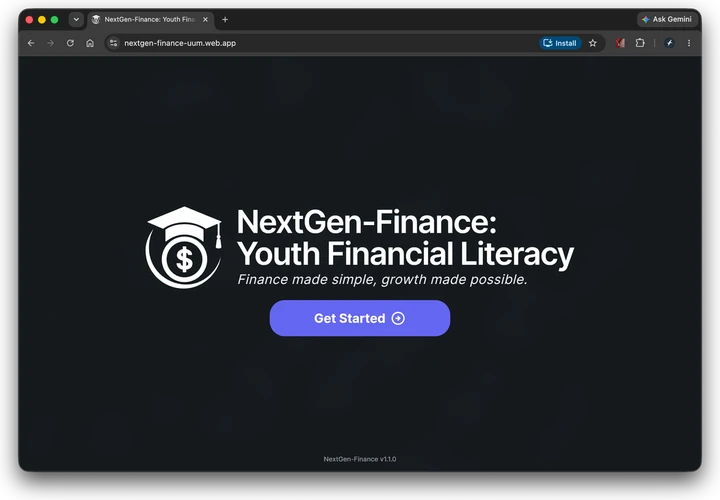 NextGen-Finance: Youth Fina
Ask Gemini
nextgen-finance-uum.web.app
Install
$
NextGen-Finance:
Youth Financial Literacy
Finance made simple, growth made possible.
Get Started
NextGen-Finance v1.1.0